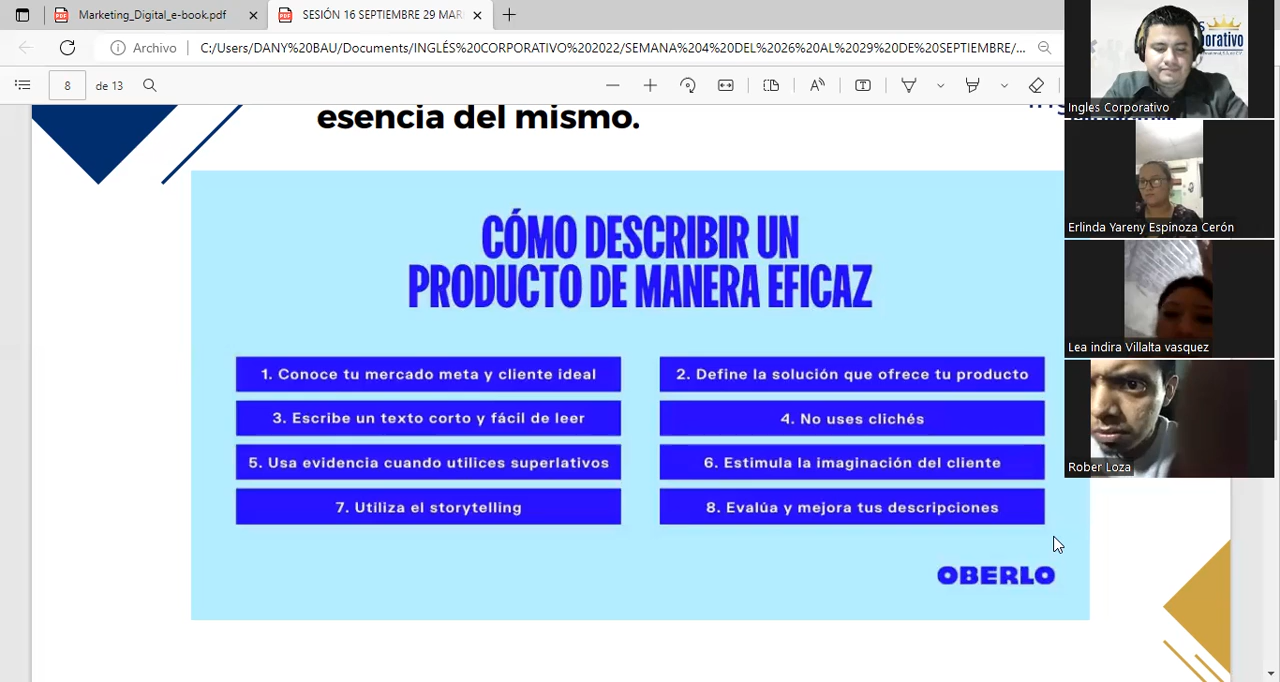 Marketing_Digital_e-book.pdf
SESIÓN 16 SEPTIEMBRE 29 MAR
Archivo
C:/Users/DANY%20BAU/Documents/INGLÉS%20CORPORATIVO%202022/SEMANA%204%20DEL%2026%20AL%2029%20DE%20SEPTIEMBRE/...
8
de 13
esencia del mismo.
CÓMO DESCRIBIR UN
PRODUCTO DE MANERA EFICAZ
1. Conoce tu mercado meta y cliente ideal
2. Define la solución que ofrece tu producto
3. Escribe un texto corto y fácil de leer
4. No uses clichés
5. Usa evidencia cuando utilices superlativos
6. Estimula la imaginación del cliente
7. Utiliza el storytelling
8. Evalúa y mejora tus descripciones
OBERLO
Ingles Corporativo
Erlinda Yareny Espinoza Cerón
Lea indira Villalta vasquez
Rober Loza